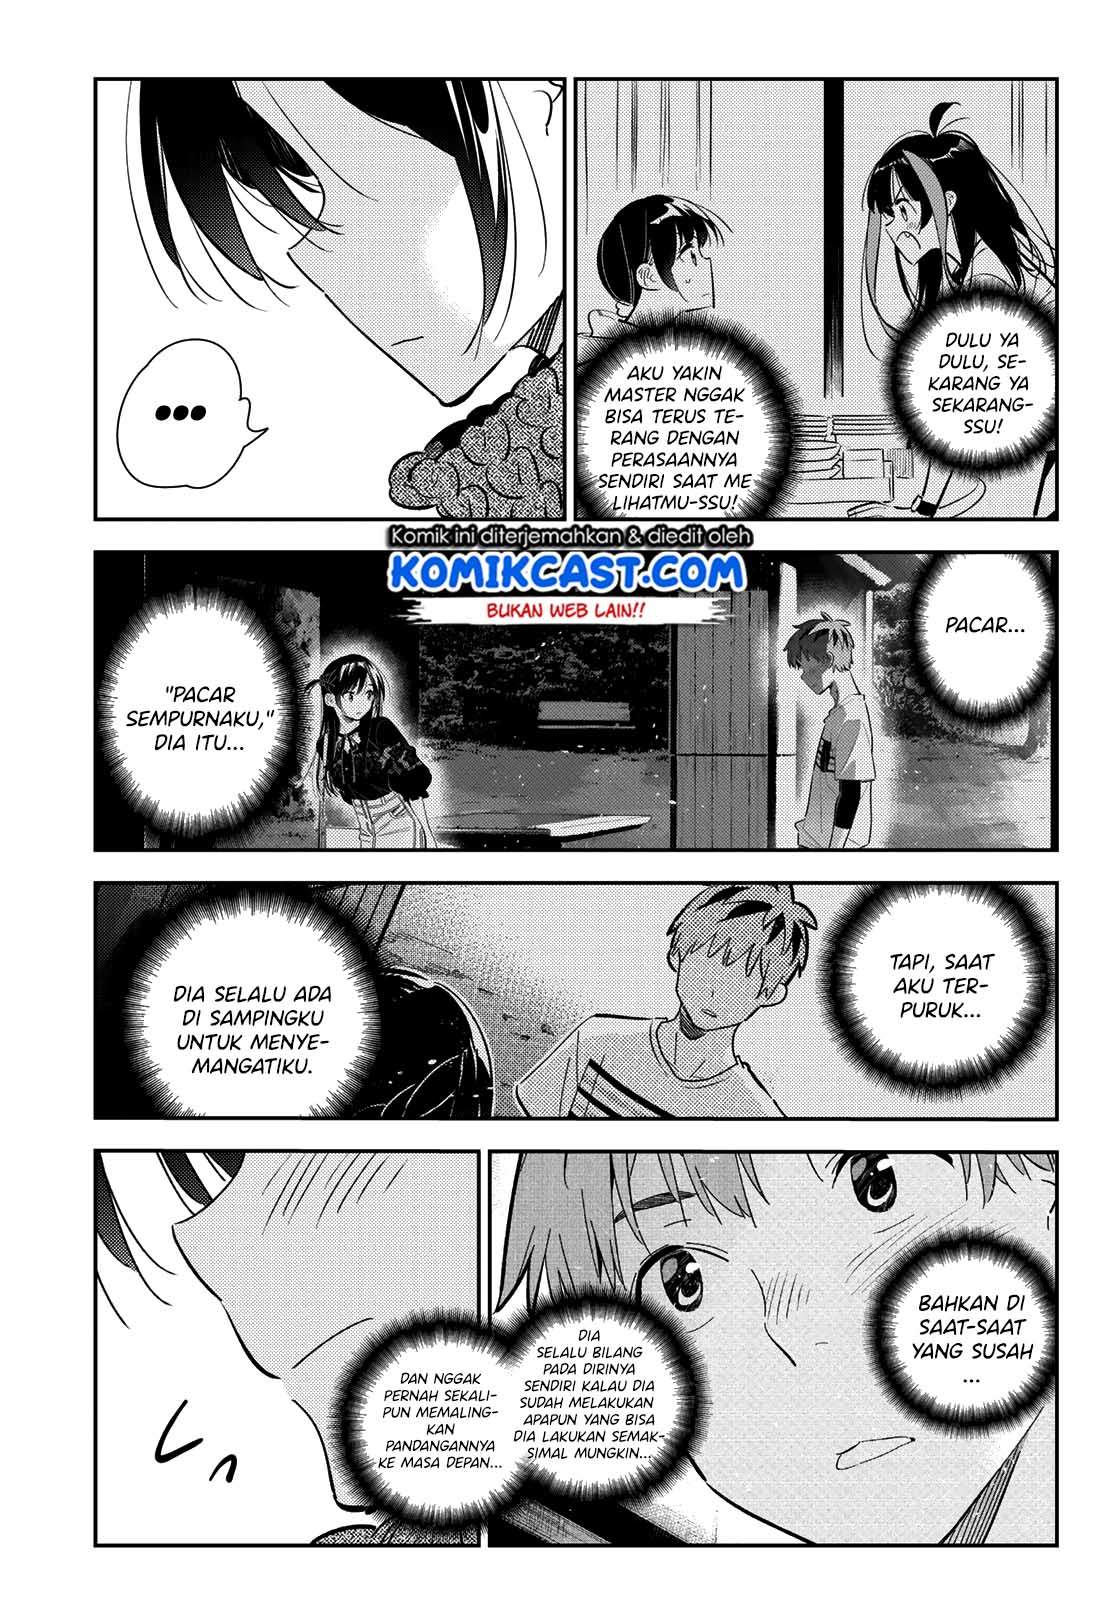 DULU YA
DULU, SE-
KARANG YA
SEKARANG-
SSU!
AKU YAKIN
MASTER NGGAK
BISA TERUS TE-
RANG DENGAN
PERASAANNYA
SENDIRI SAAT ME
LIHATMU-SSU!
...
Komik ini diterjemahkan & diedit oleh
KOMIKCAST.COM
BUKAN WEB LAIN!!
PACAR...
"PACAR
SEMPURNAKU,"
DIA ITU...
TAPI, SAAT
AKU TER-
PURUK...
DIA SELALU ADA
DI SAMPINGKU
UNTUK MENYE-
MANGATIKU.
BAHKAN DI
SAAT-SAAT
YANG SUSAH
...
DIA
SELALU BILANG
PADA DIRINYA
SENDIRI KALAU DIA
SUDAH MELAKUKAN
APAPUN YANG BISA
DIA LAKUKAN SEMAK-
SIMAL MUNGKIN...
DAN NGGAK
PERNAH SEKALI-
PUN MEMALING-
KAN
PANDANGANNYA
KE MASA DEPAN...